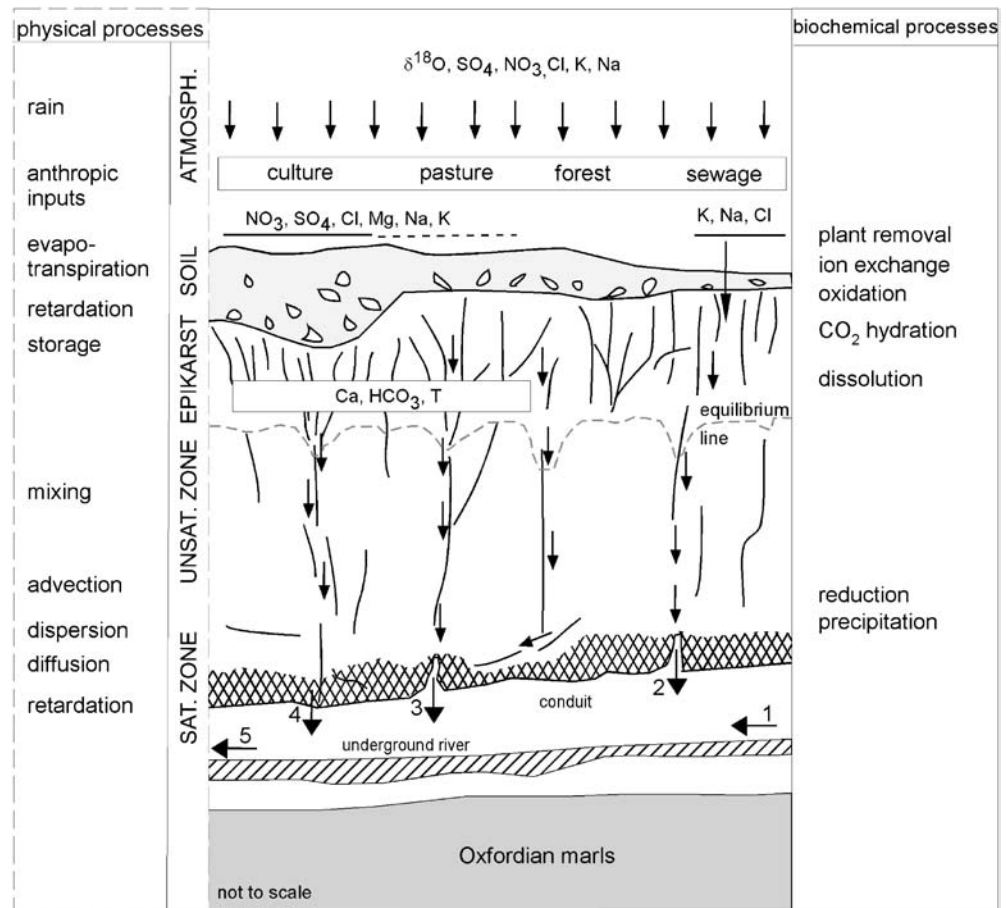 physical processes
biochemical processes
ATMOSPH.
δ¹⁸O, SO₄, NO₃,Cl, K, Na
rain
anthropic
inputs
culture
pasture
forest
sewage
NO₃, SO₄, Cl, Mg, Na, K
K, Na, Cl
SOIL
evapo-
transpiration
retardation
storage
plant removal
ion exchange
oxidation
CO₂ hydration
dissolution
EPIKARST
Ca, HCO₃, T
equilibrium
line
UNSAT. ZONE
mixing
advection
dispersion
diffusion
retardation
reduction
precipitation
SAT. ZONE
4
3
2
conduit
1
5
underground river
Oxfordian marls
not to scale